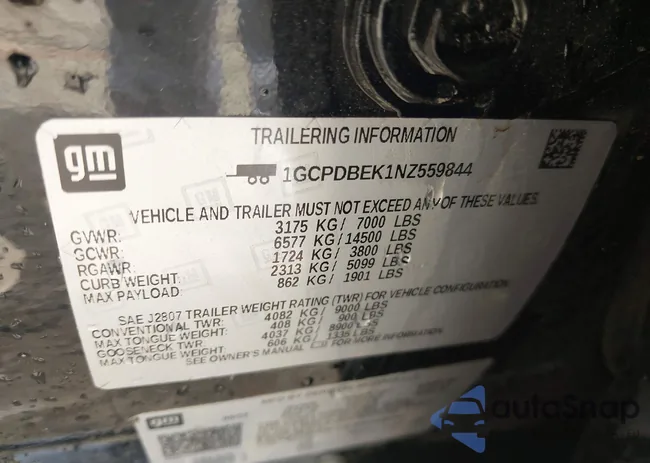 gm
TRAILERING INFORMATION
1GCPDBEK1NZ559844
VEHICLE AND TRAILER MUST NOT EXCEED ANY OF THESE VALUES
GVWR: 3175 KG / 7000 LBS
GCWR: 6577 KG / 14500 LBS
RGAWR: 1724 KG / 3800 LBS
CURB WEIGHT: 2313 KG / 5099 LBS
MAX PAYLOAD: 862 KG / 1901 LBS
SAE J2807 TRAILER WEIGHT RATING (TWR) FOR VEHICLE CONFIGURATION
CONVENTIONAL TWR: 4082 KG / 9000 LBS
MAX TONGUE WEIGHT: 408 KG / 900 LBS
GOOSENECK TWR: 4037 KG / 8900 LBS
MAX TONGUE WEIGHT: 606 KG / 1335 LBS
SEE OWNER'S MANUAL FOR MORE INFORMATION
gm
autoSnap